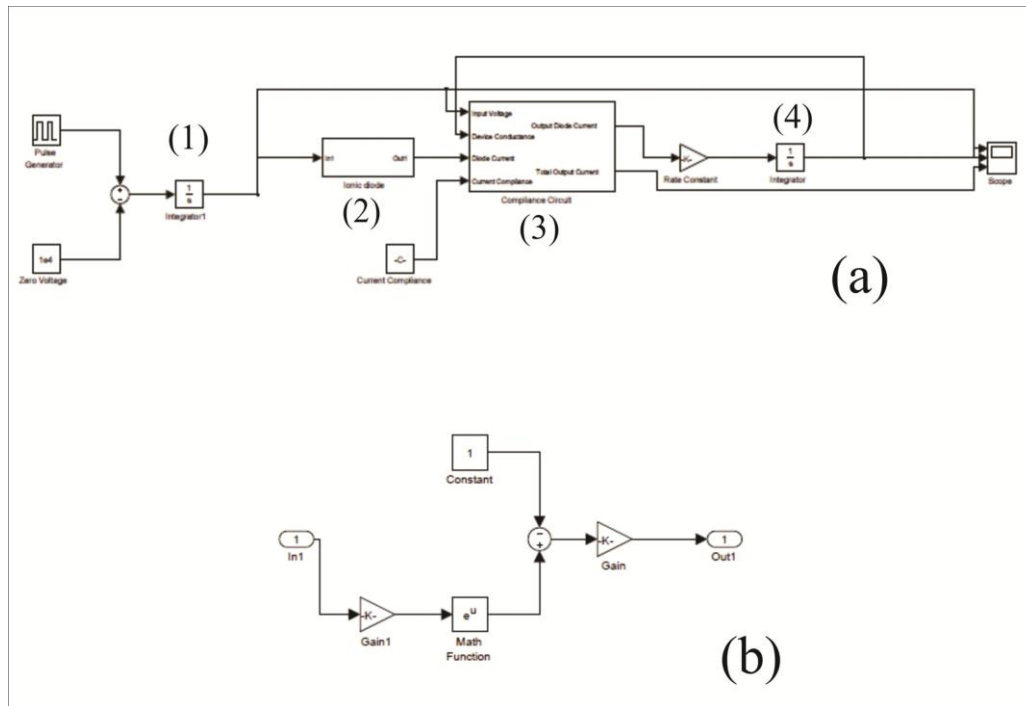 Pulse
Generator
+
-
1e4
Zero Voltage
(1)
1
s
Integrator1
In1
Out1
Ionic diode
(2)
-C-
Current Compliance
Input Voltage
Device Conductance
Diode Current
Current Compliance
Output Diode Current
Total Output Current
Compliance Circuit
(3)
-K-
Rate Constant
(4)
1
s
Integrator
Scope
(a)
1
Constant
1
In1
-K-
Gain1
e^u
Math
Function
-
+
-K-
Gain
1
Out1
(b)